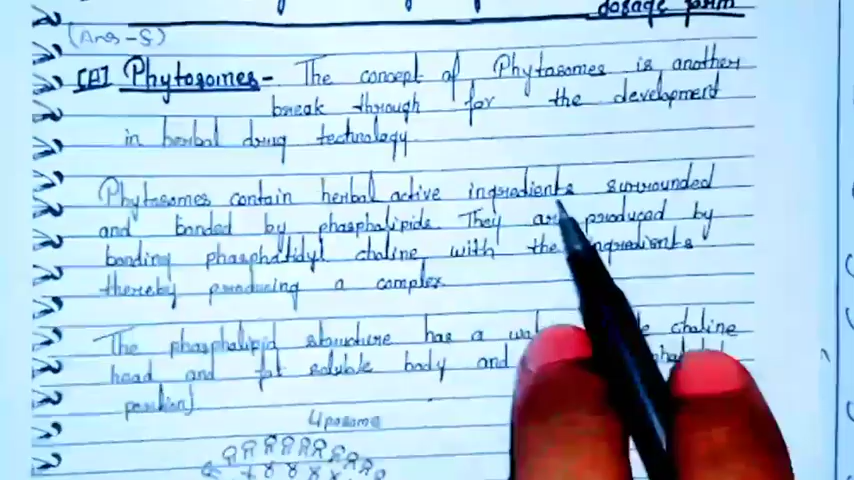 dosage form
(Ans-5)
[A] Phytosomes - The concept of Phytosomes is another
break through for the development
in herbal drug technology
Phytosomes contain herbal active ingredients surrounded
and bonded by phospholipids. They are produced by
bonding phosphatidyl choline with the ingredients
thereby producing a complex
The phospholipid structure has a choline
head and fat soluble body and
position)
Liposome